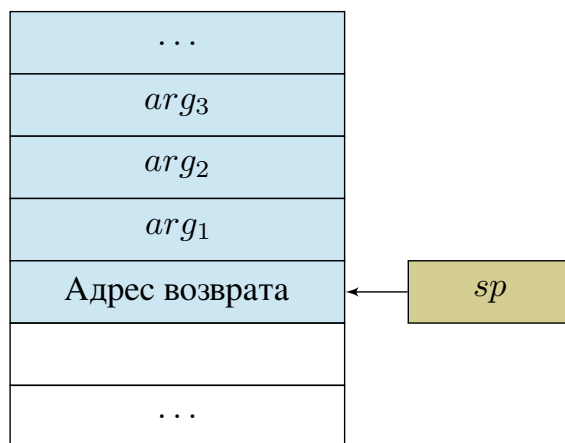 ...
arg₃
arg₂
arg₁
Адрес возврата
sp
...